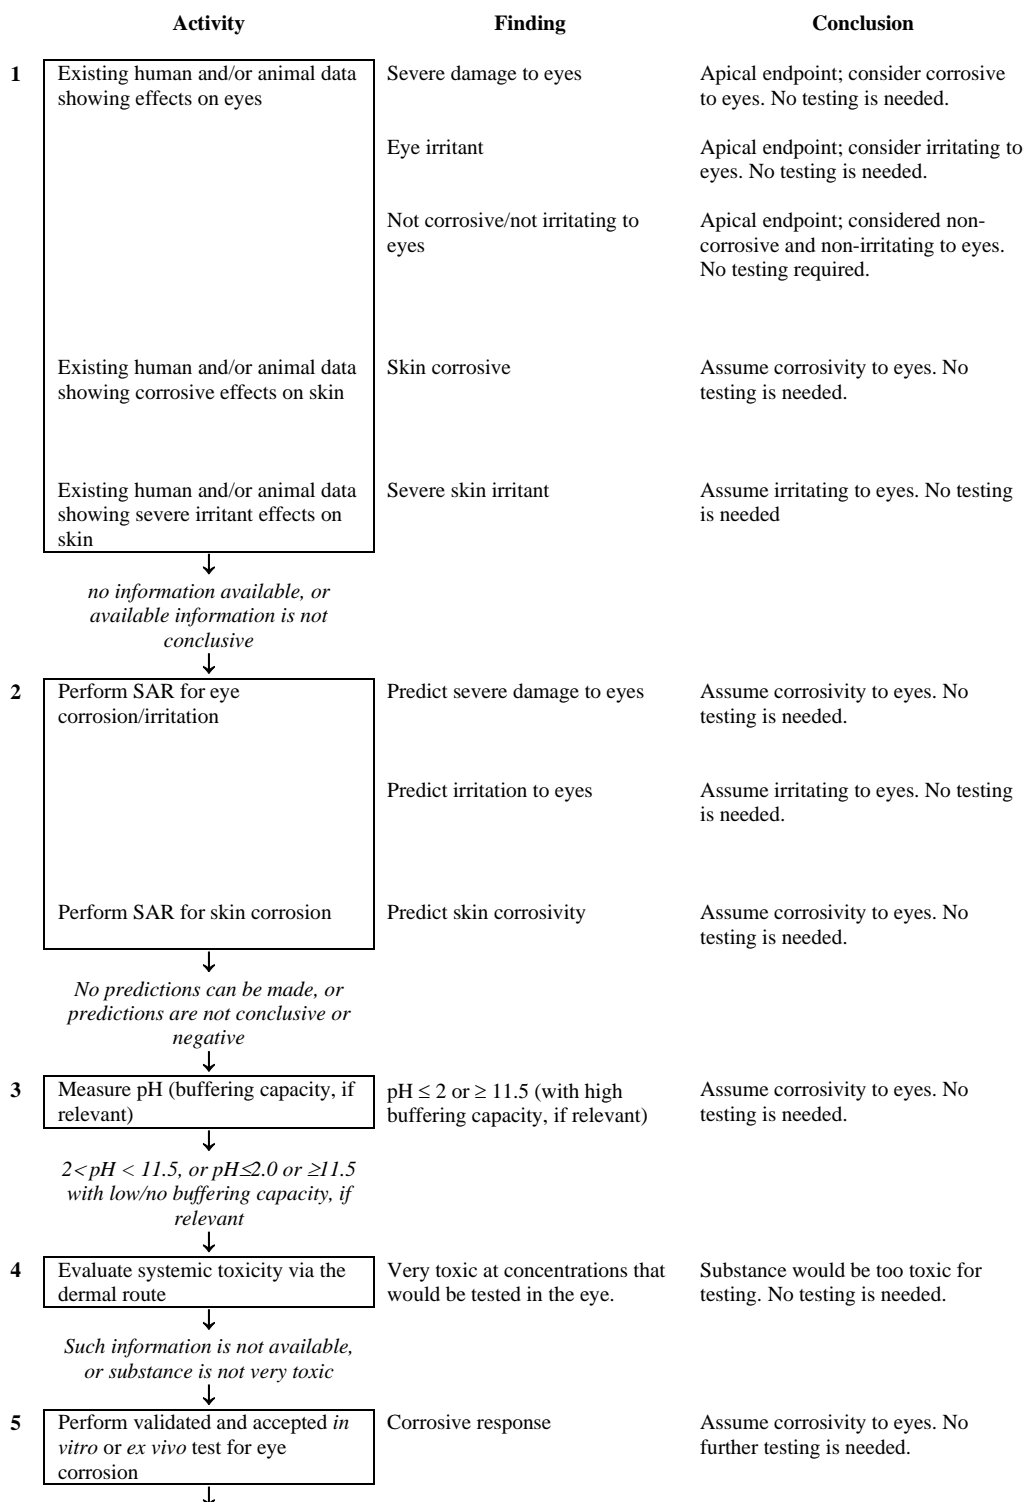 Activity Finding Conclusion
1 Existing human and/or animal data Severe damage to eyes Apical endpoint; consider corrosive
showing effects on eyes to eyes. No testing is needed.
Eye irritant Apical endpoint; consider irritating to
eyes. No testing is needed.
Not corrosive/not irritating to Apical endpoint; considered non-
eyes corrosive and non-irritating to eyes.
No testing required.
Existing human and/or animal data Skin corrosive Assume corrosivity to eyes. No
showing corrosive effects on skin testing is needed.
Existing human and/or animal data Severe skin irritant Assume irritating to eyes. No testing
showing severe irritant effects on is needed
skin
no information available, or
available information is not
conclusive
2 Perform SAR for eye Predict severe damage to eyes Assume corrosivity to eyes. No
corrosion/irritation testing is needed.
Predict irritation to eyes Assume irritating to eyes. No testing
is needed.
Perform SAR for skin corrosion Predict skin corrosivity Assume corrosivity to eyes. No
testing is needed.
No predictions can be made, or
predictions are not conclusive or
negative
3 Measure pH (buffering capacity, if pH ≤ 2 or ≥ 11.5 (with high Assume corrosivity to eyes. No
relevant) buffering capacity, if relevant) testing is needed.
2<pH < 11.5, or pH≤2.0 or ≥11.5
with low/no buffering capacity, if
relevant
4 Evaluate systemic toxicity via the Very toxic at concentrations that Substance would be too toxic for
dermal route would be tested in the eye. testing. No testing is needed.
Such information is not available,
or substance is not very toxic
5 Perform validated and accepted in Corrosive response Assume corrosivity to eyes. No
vitro or ex vivo test for eye further testing is needed.
corrosion